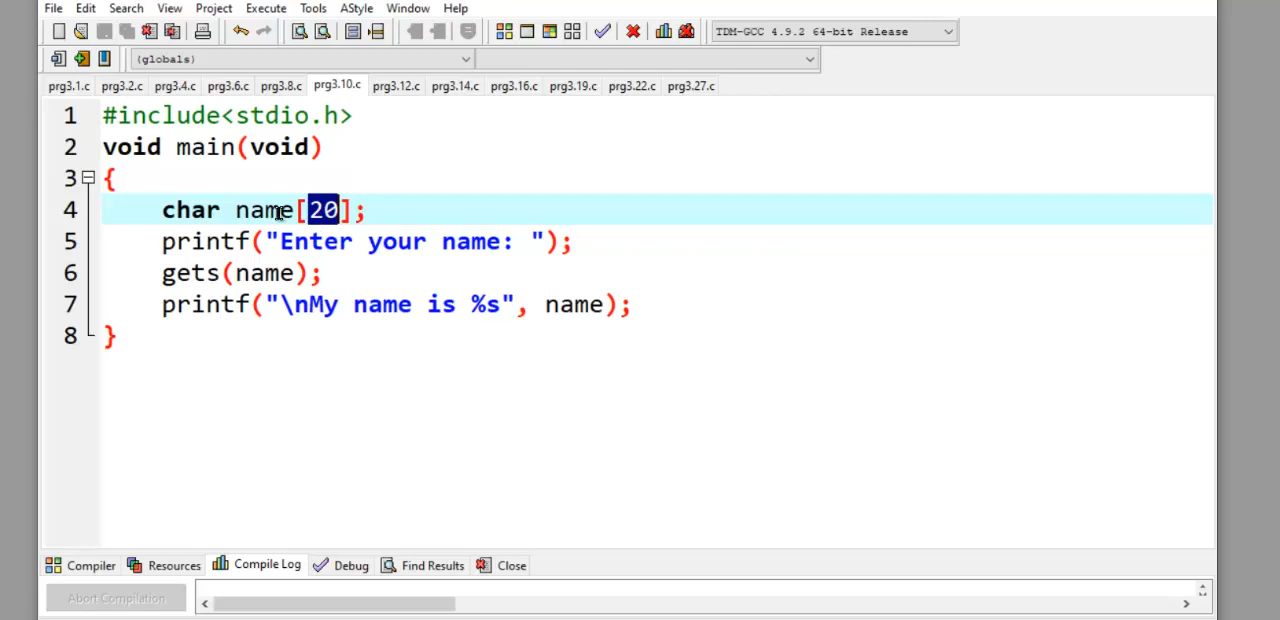 File Edit Search View Project Execute Tools AStyle Window Help
TDM-GCC 4.9.2 64-bit Release
(globals)
prg3.1.c prg3.2.c prg3.4.c prg3.6.c prg3.8.c prg3.10.c prg3.12.c prg3.14.c prg3.16.c prg3.19.c prg3.22.c prg3.27.c
1 #include<stdio.h>
2 void main(void)
3 {
4 char name[20];
5 printf("Enter your name: ");
6 gets(name);
7 printf("\nMy name is %s", name);
8 }
Compiler Resources Compile Log Debug Find Results Close
Abort Compilation